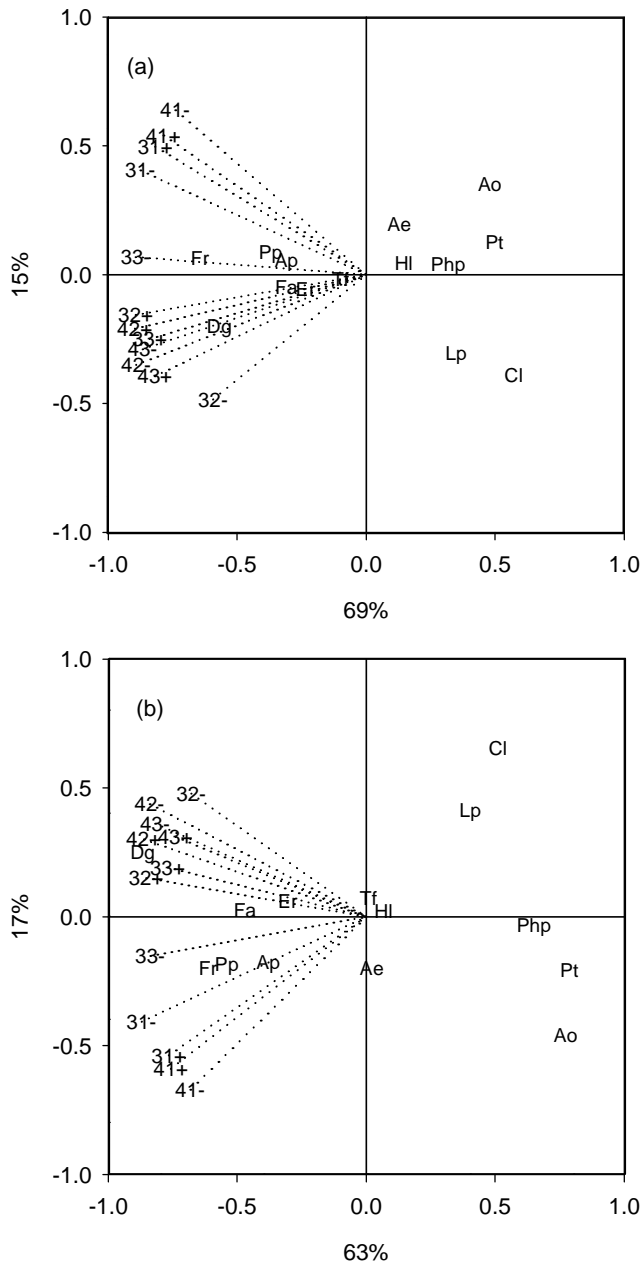 1.0
(a)
41-
41+
31+
0.5
31-
Ao
Ae
Pt
Pp
33-
Fr
Ap
Hl
Php
15%
0.0
Tf
Fa
Er
32+
42+
Dg
33+
43-
Lp
42-
43+
Cl
32-
-0.5
-1.0
-1.0 -0.5 0.0 0.5 1.0
69%
1.0
(b)
Cl
0.5
32-
42-
Lp
43-
42+ 43+
Dg
33+
32+
Tf
Er
Fa
Hl
17%
0.0
Php
33-
Fr Pp Ap
Ae
Pt
31-
Ao
-0.5
31+
41+
41-
-1.0
-1.0 -0.5 0.0 0.5 1.0
63%